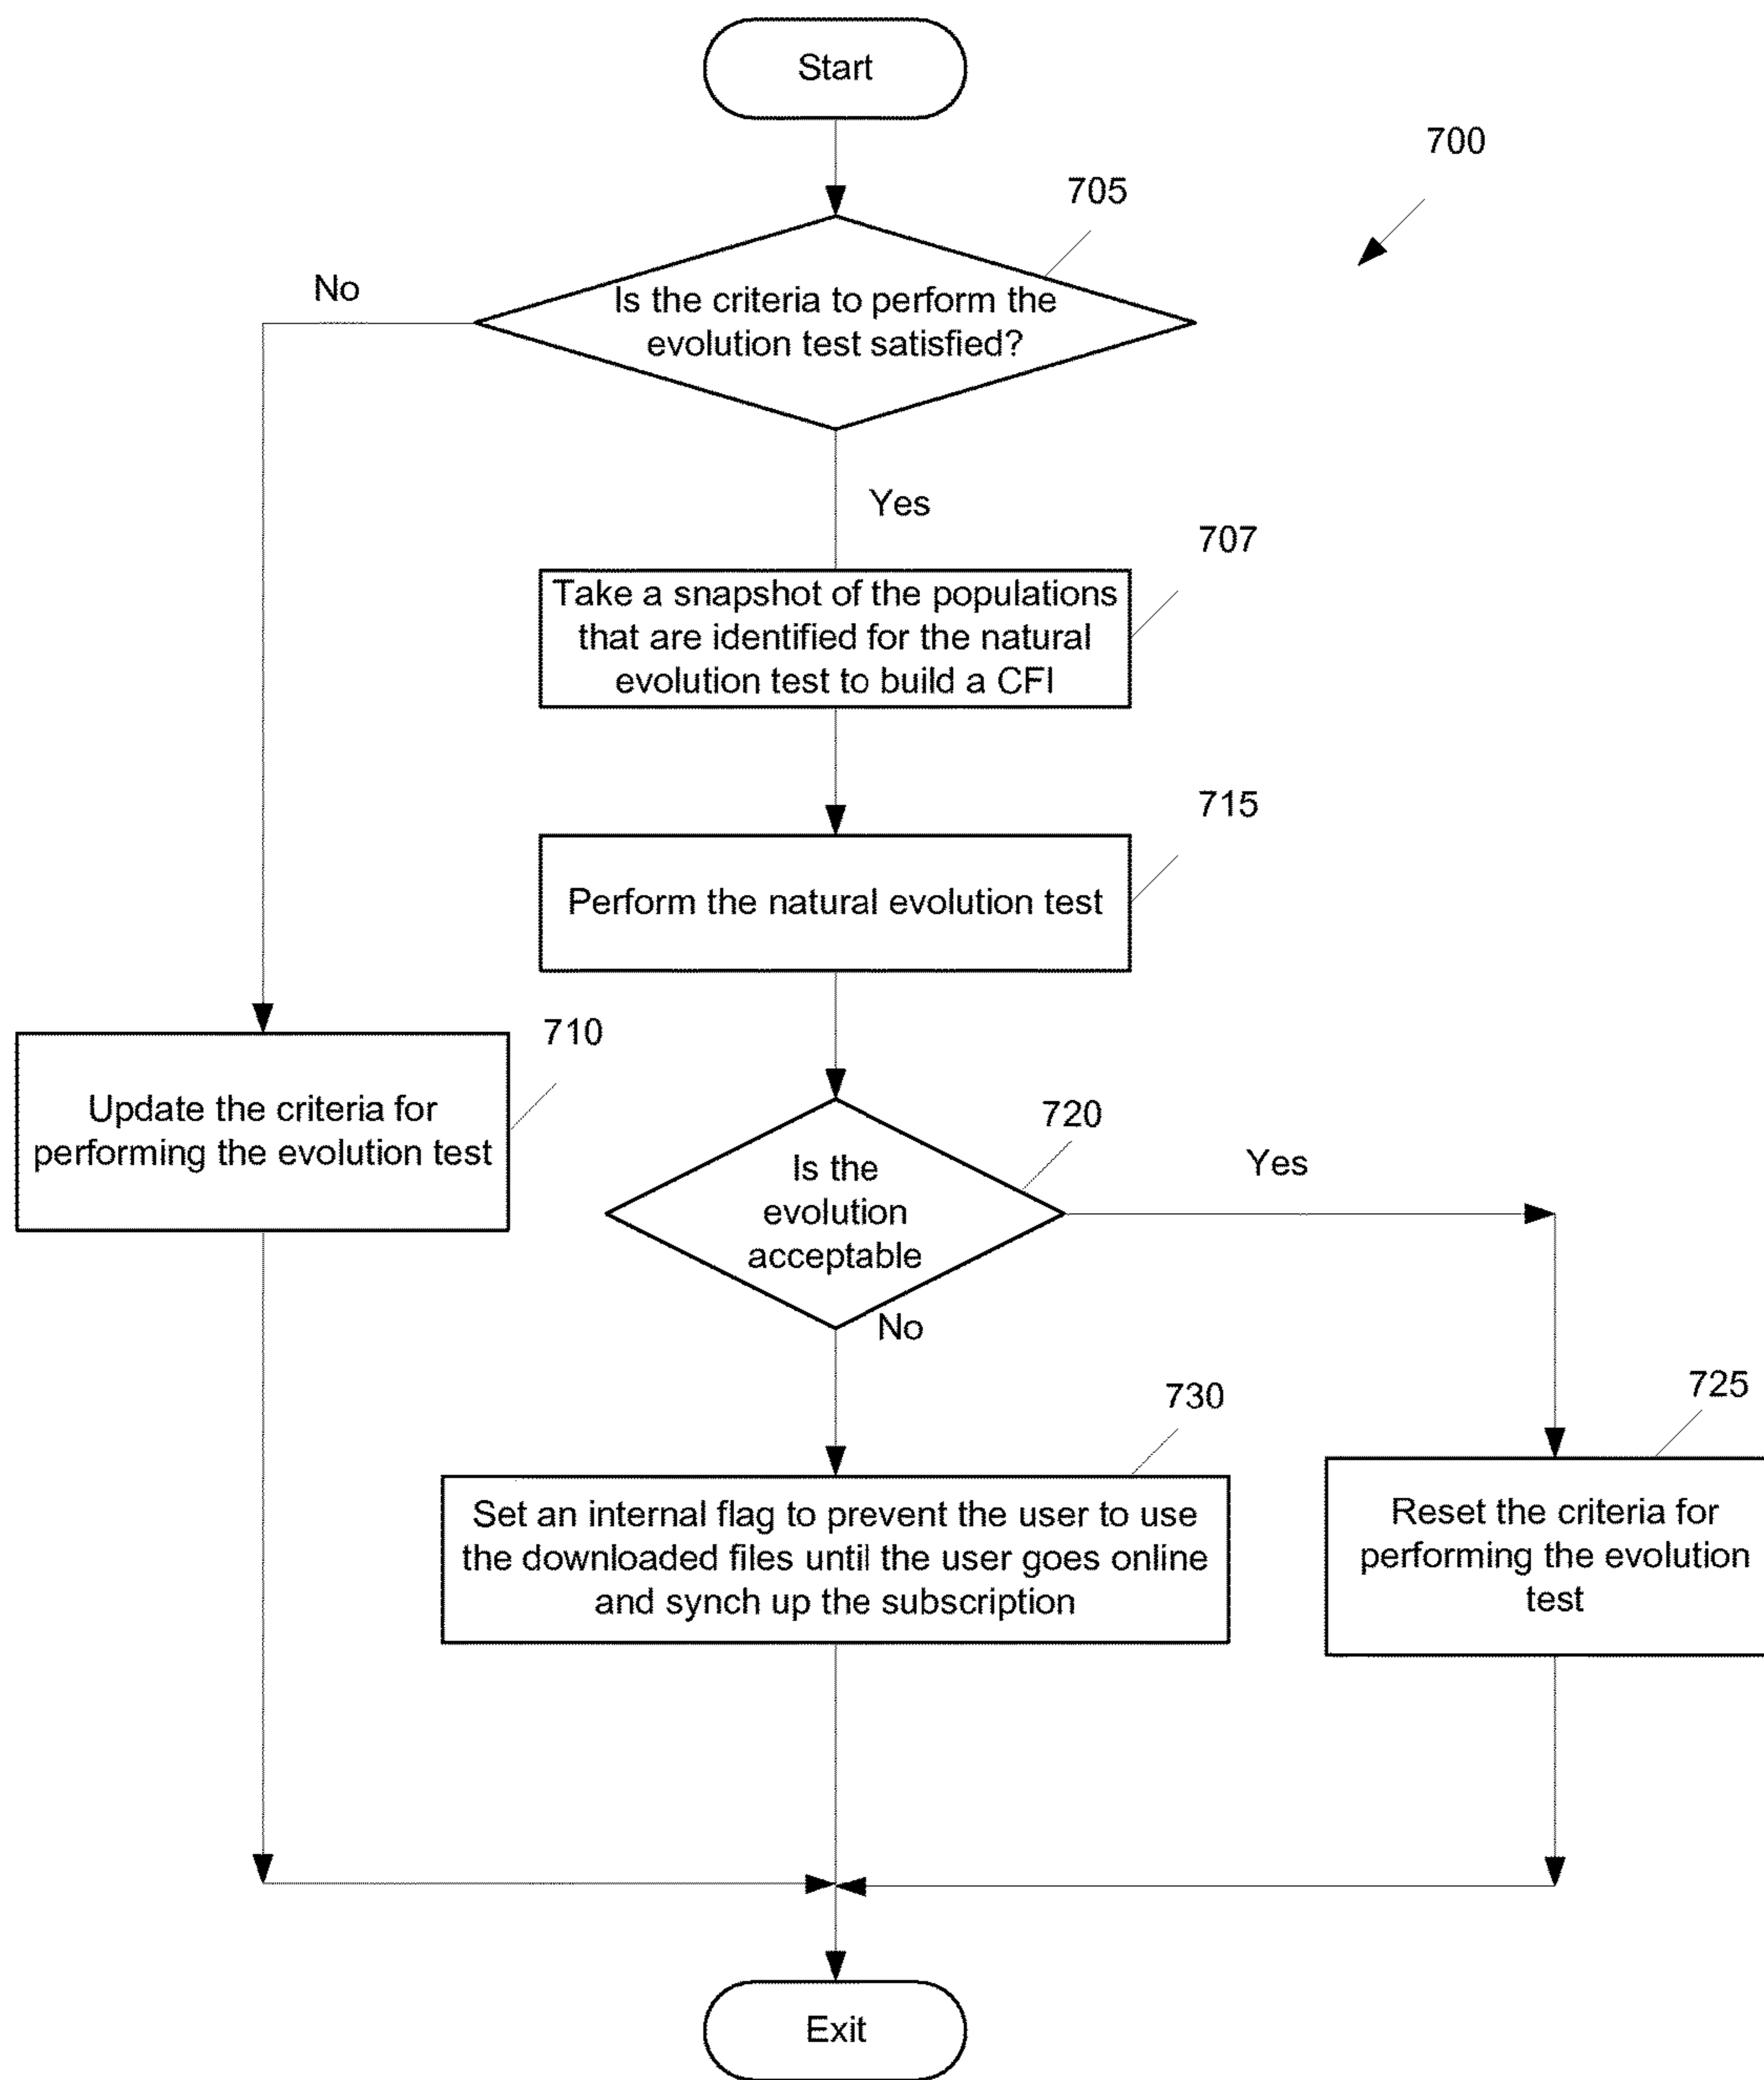 Start
700
705
No
Is the criteria to perform the
evolution test satisfied?
Yes
707
Take a snapshot of the populations
that are identified for the natural
evolution test to build a CFI
715
Perform the natural evolution test
710
Update the criteria for
performing the evolution test
720
Is the
evolution
acceptable
Yes
No
730
725
Set an internal flag to prevent the user to use
the downloaded files until the user goes online
and synch up the subscription
Reset the criteria for
performing the evolution
test
Exit